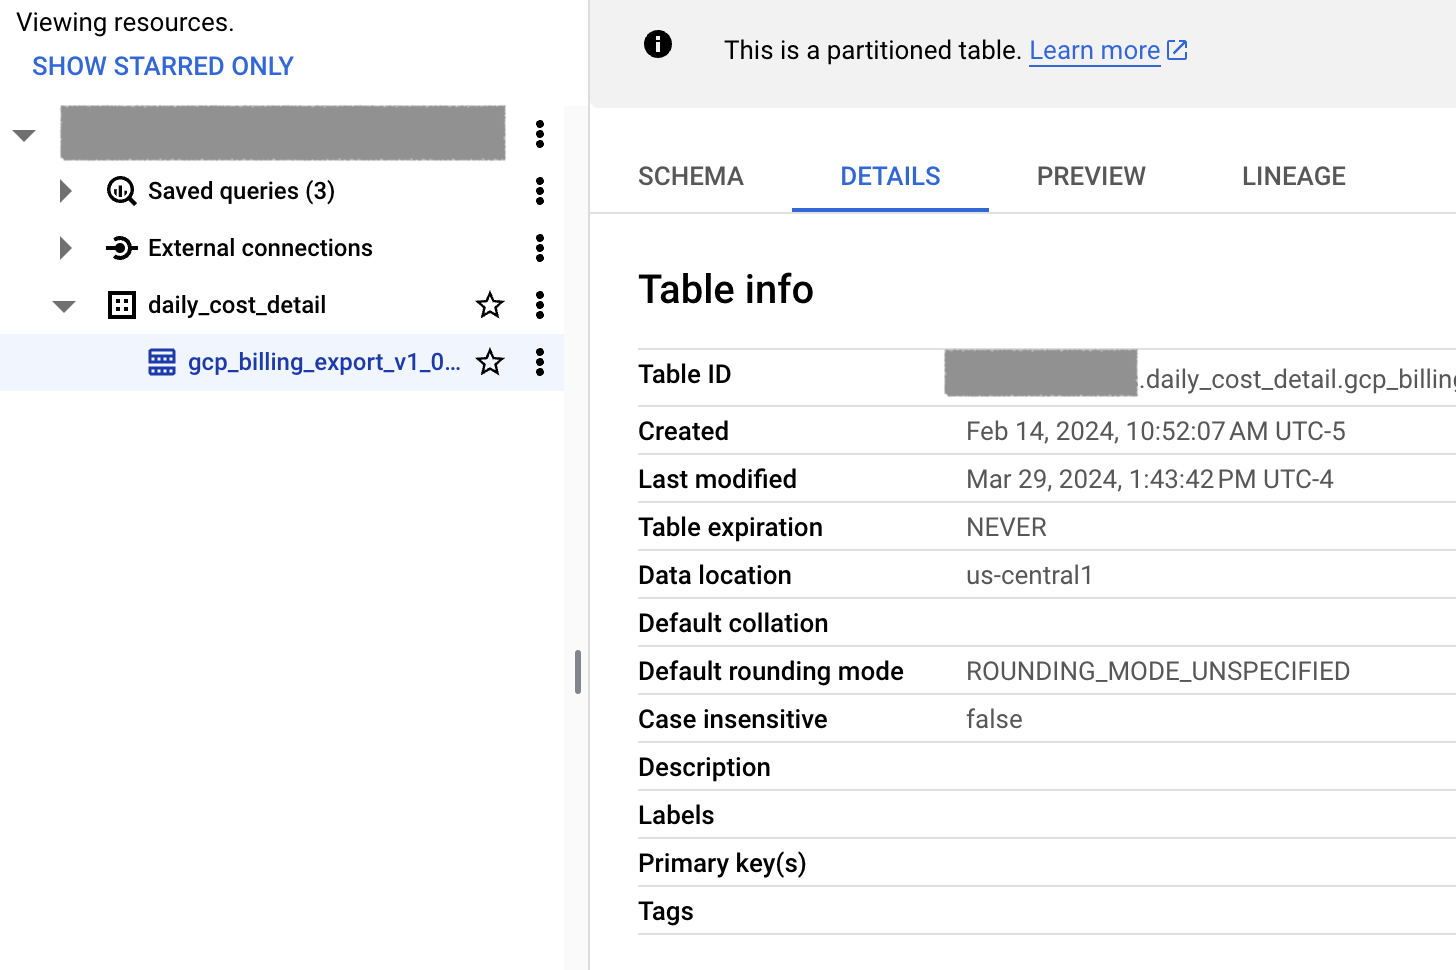 Viewing resources.
SHOW STARRED ONLY
Saved queries (3)
External connections
daily_cost_detail
gcp_billing_export_v1_0...
This is a partitioned table. Learn more
SCHEMA DETAILS PREVIEW LINEAGE
Table info
Table ID .daily_cost_detail.gcp_billing
Created Feb 14, 2024, 10:52:07 AM UTC-5
Last modified Mar 29, 2024, 1:43:42 PM UTC-4
Table expiration NEVER
Data location us-central1
Default collation
Default rounding mode ROUNDING_MODE_UNSPECIFIED
Case insensitive false
Description
Labels
Primary key(s)
Tags